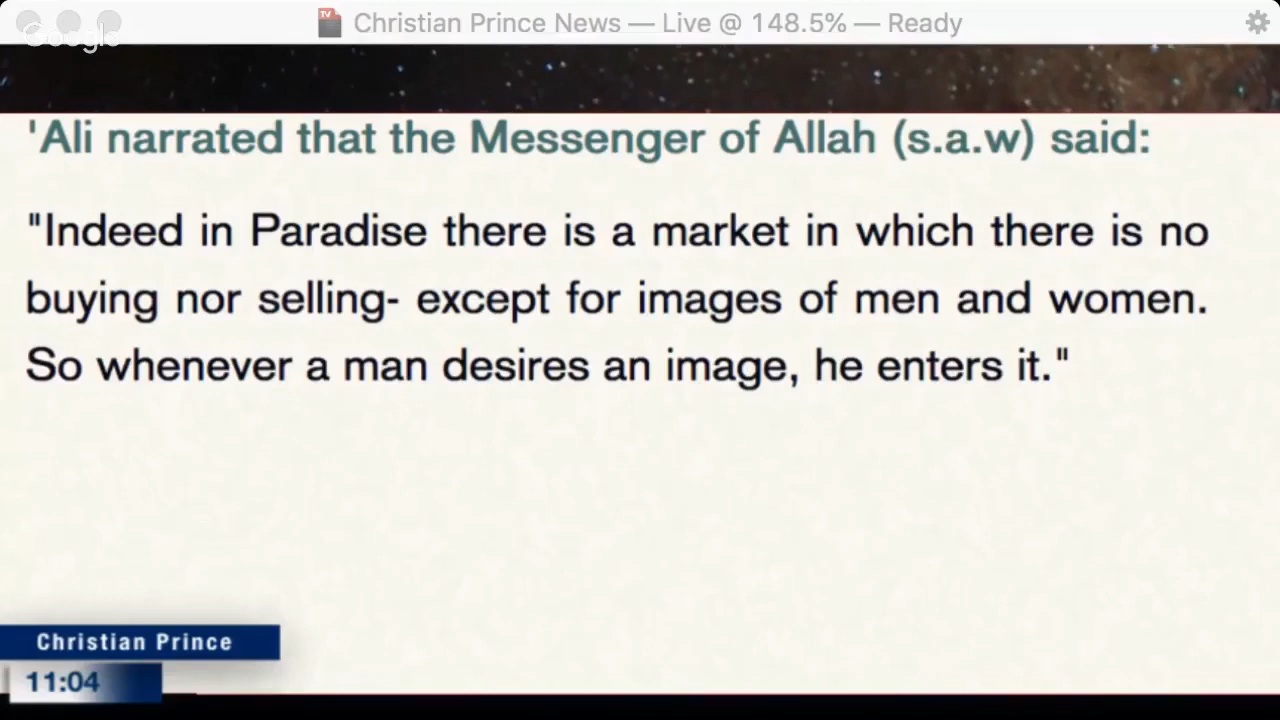 TV Christian Prince News — Live @ 148.5% — Ready
Google
'Ali narrated that the Messenger of Allah (s.a.w) said:
"Indeed in Paradise there is a market in which there is no
buying nor selling- except for images of men and women.
So whenever a man desires an image, he enters it."
Christian Prince
11:04